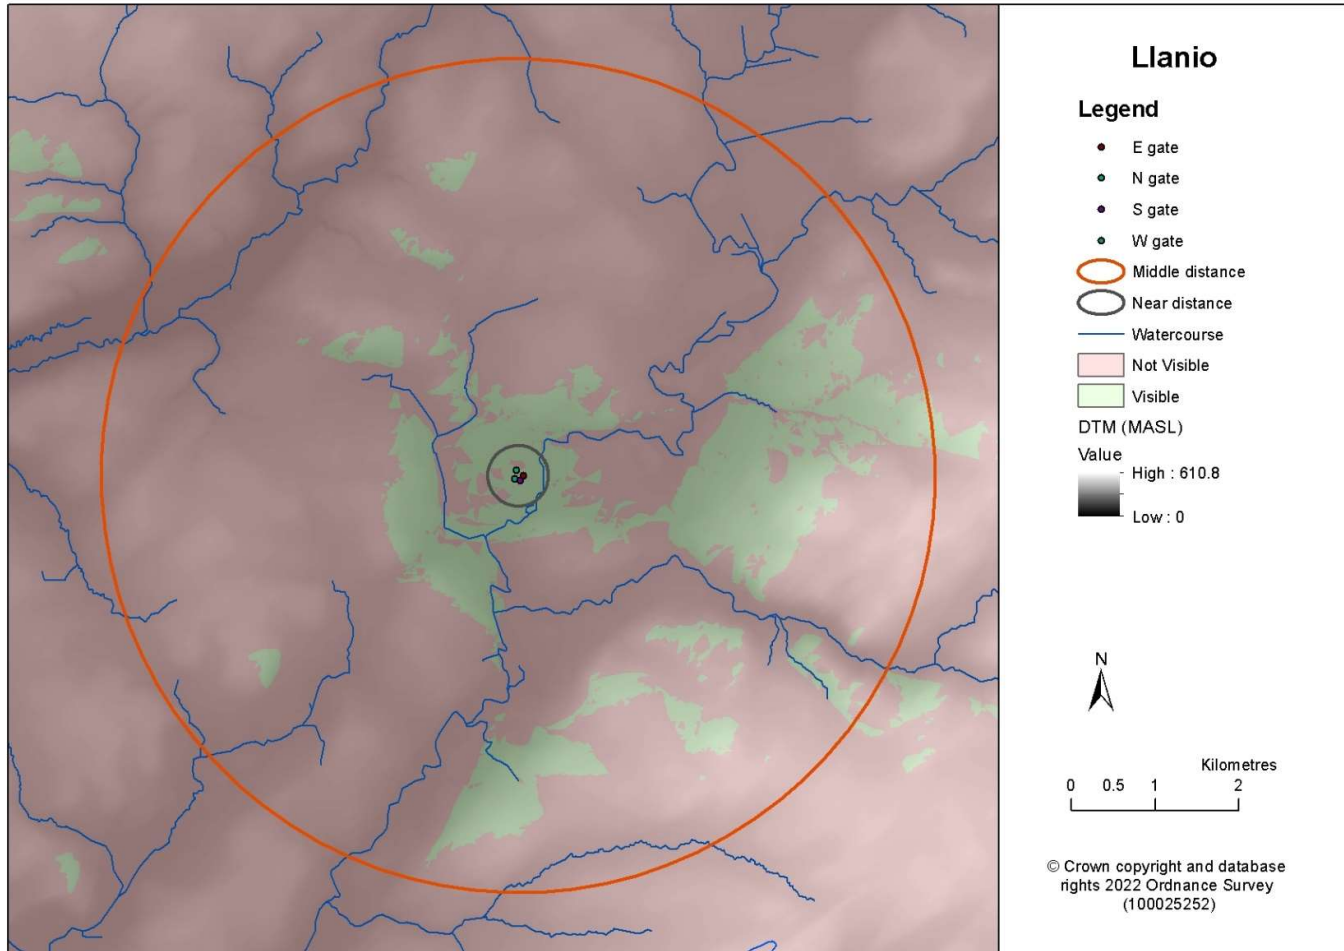 Llanio
Legend
E gate
N gate
S gate
W gate
Middle distance
Near distance
Watercourse
Not Visible
Visible
DTM (MASL)
Value
High : 610.8
Low : 0
N
Kilometres
0 0.5 1 2
© Crown copyright and database
rights 2022 Ordnance Survey
(100025252)